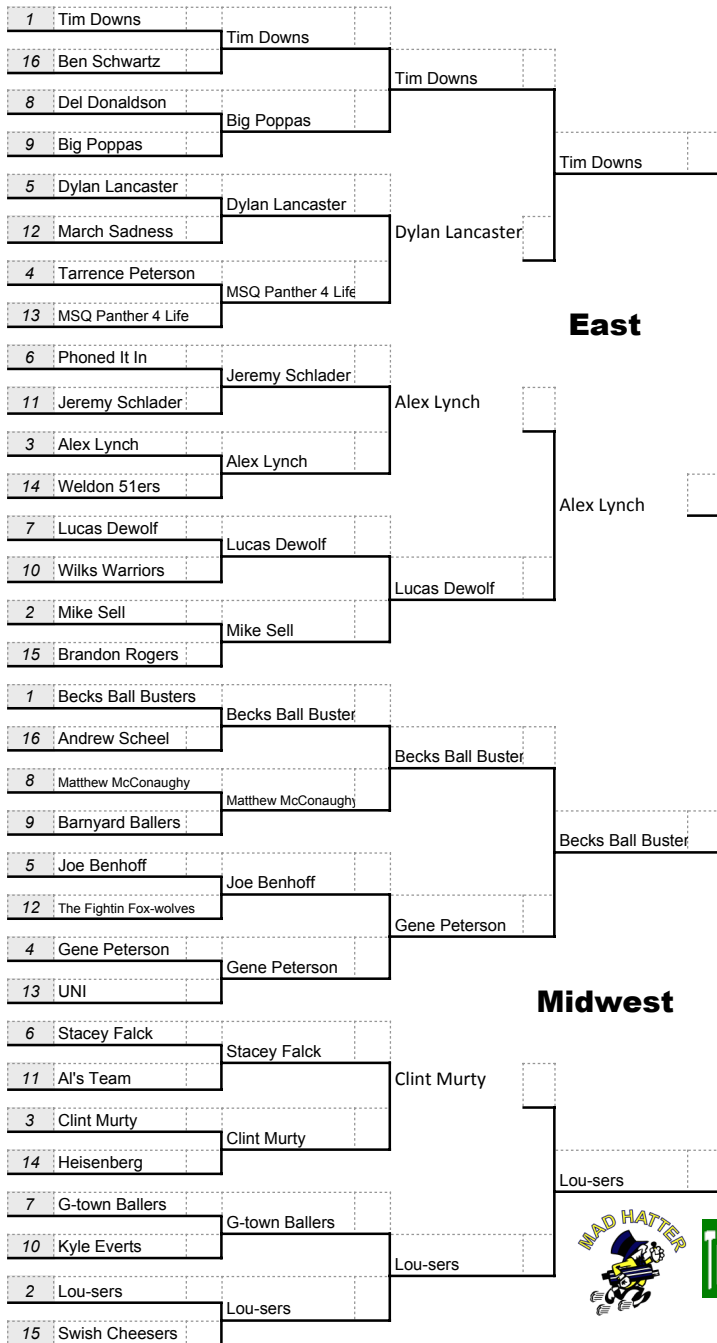 1 Tim Downs
Tim Downs
16 Ben Schwartz
Tim Downs
8 Del Donaldson
Big Poppas
9 Big Poppas
Tim Downs
5 Dylan Lancaster
Dylan Lancaster
12 March Sadness
Dylan Lancaster
4 Tarrence Peterson
MSQ Panther 4 Life
13 MSQ Panther 4 Life
East
6 Phoned It In
Jeremy Schlader
11 Jeremy Schlader
Alex Lynch
3 Alex Lynch
Alex Lynch
14 Weldon 51ers
Alex Lynch
7 Lucas Dewolf
Lucas Dewolf
10 Wilks Warriors
Lucas Dewolf
2 Mike Sell
Mike Sell
15 Brandon Rogers
1 Becks Ball Busters
Becks Ball Buster
16 Andrew Scheel
Becks Ball Buster
8 Matthew McConaughy
Matthew McConaughy
9 Barnyard Ballers
Becks Ball Buster
5 Joe Benhoff
Joe Benhoff
12 The Fightin Fox-wolves
Gene Peterson
4 Gene Peterson
Gene Peterson
13 UNI
Midwest
6 Stacey Falck
Stacey Falck
11 Al's Team
Clint Murty
3 Clint Murty
Clint Murty
14 Heisenberg
Lou-sers
7 G-town Ballers
G-town Ballers
10 Kyle Everts
MAD HATTER
Lou-sers
2 Lou-sers
Lou-sers
15 Swish Cheesers